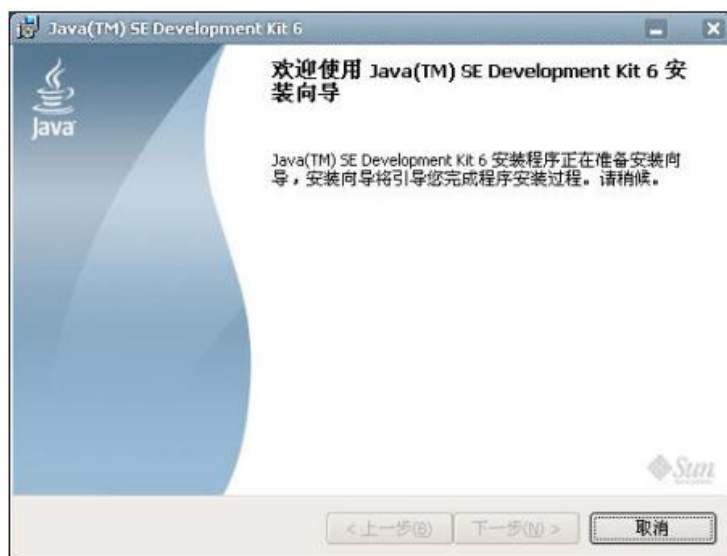 Java(TM) SE Development Kit 6
Java
欢迎使用 Java(TM) SE Development Kit 6 安
装向导
Java(TM) SE Development Kit 6 安装程序正在准备安装向
导，安装向导将引导您完成程序安装过程。请稍候。
Sun
< 上一步(B)
下一步(N) >
取消